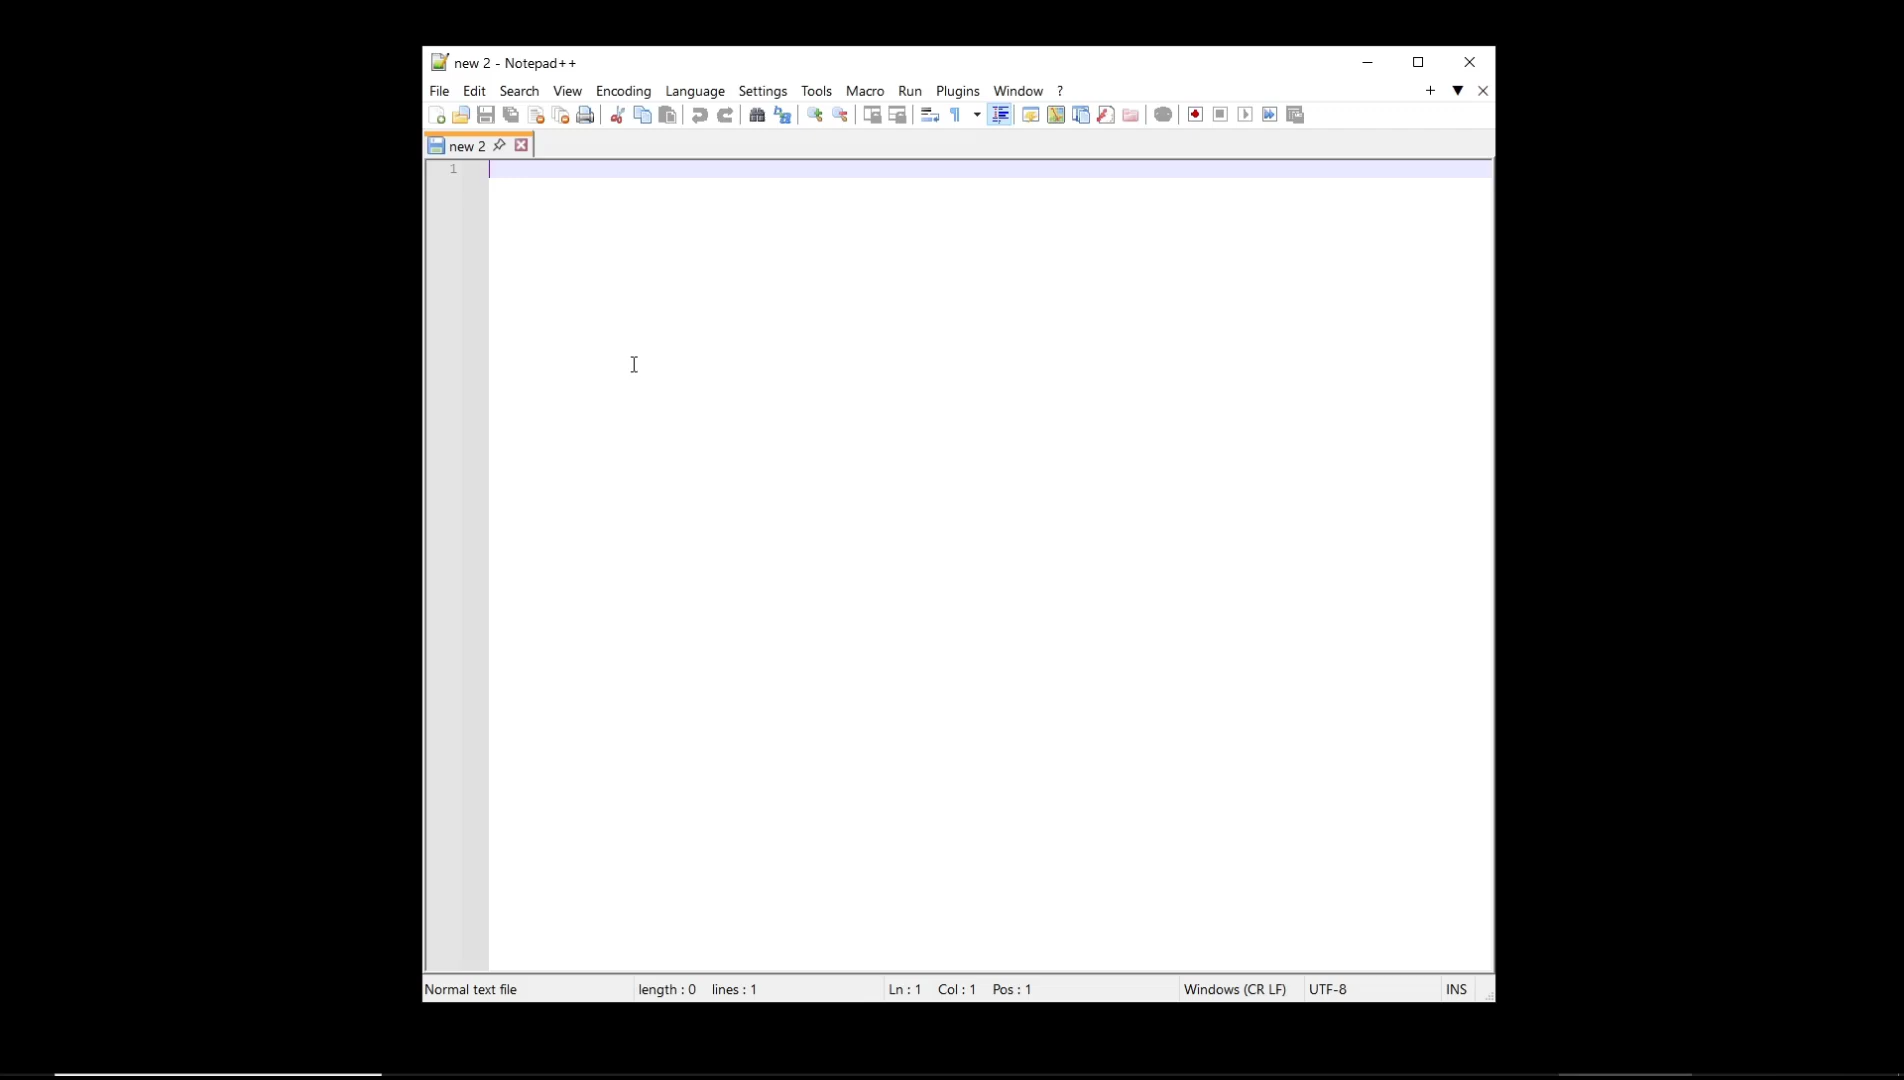 new 2 - Notepad++
File Edit Search View Encoding Language Settings Tools Macro Run Plugins Window ?
new 2
1
Normal text file length : 0 lines : 1 Ln : 1 Col : 1 Pos : 1 Windows (CR LF) UTF-8 INS